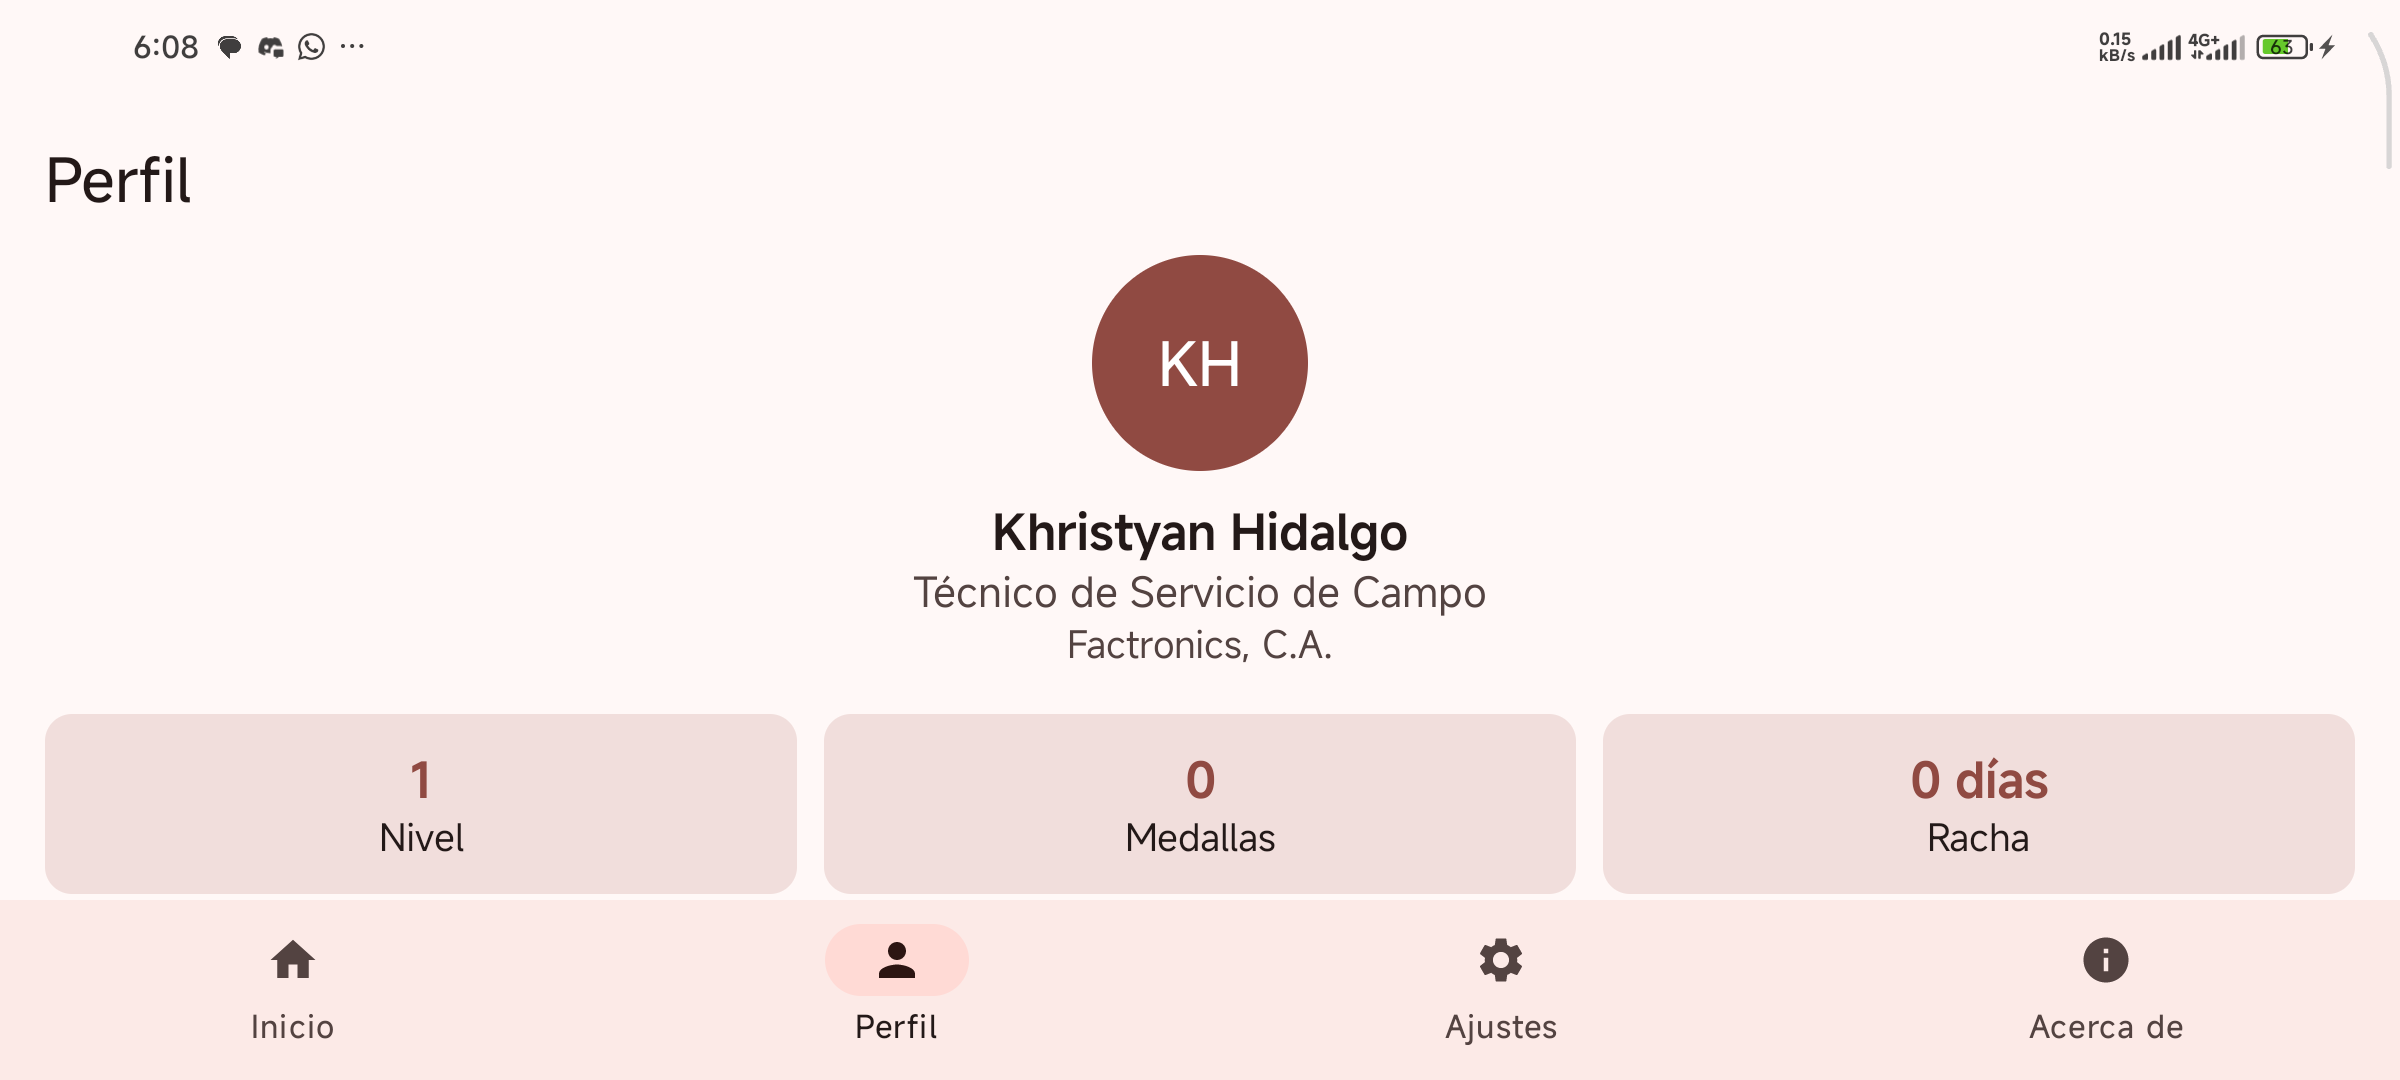 6:08
0.15
kB/s
4G+
63
Perfil
KH
Khristyan Hidalgo
Técnico de Servicio de Campo
Factronics, C.A.
1
Nivel
0
Medallas
0 días
Racha
Inicio
Perfil
Ajustes
Acerca de